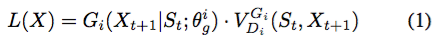 L(X) = G_i(X_{t+1}|S_t; θ_g^i) · V_{D_i}^{G_i}(S_t, X_{t+1}) (1)